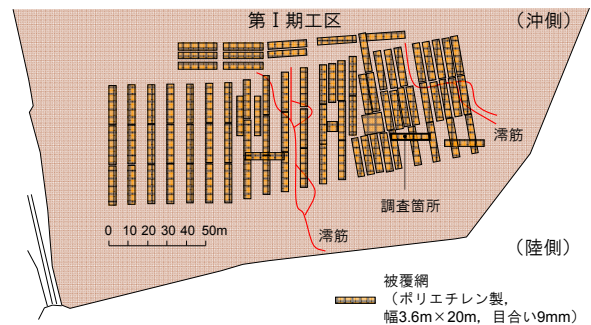 第Ⅰ期工区
(沖側)
澪筋
調査箇所
0 10 20 30 40 50m
澪筋
(陸側)
被覆網
(ポリエチレン製,
幅3.6m×20m, 目合い9mm)